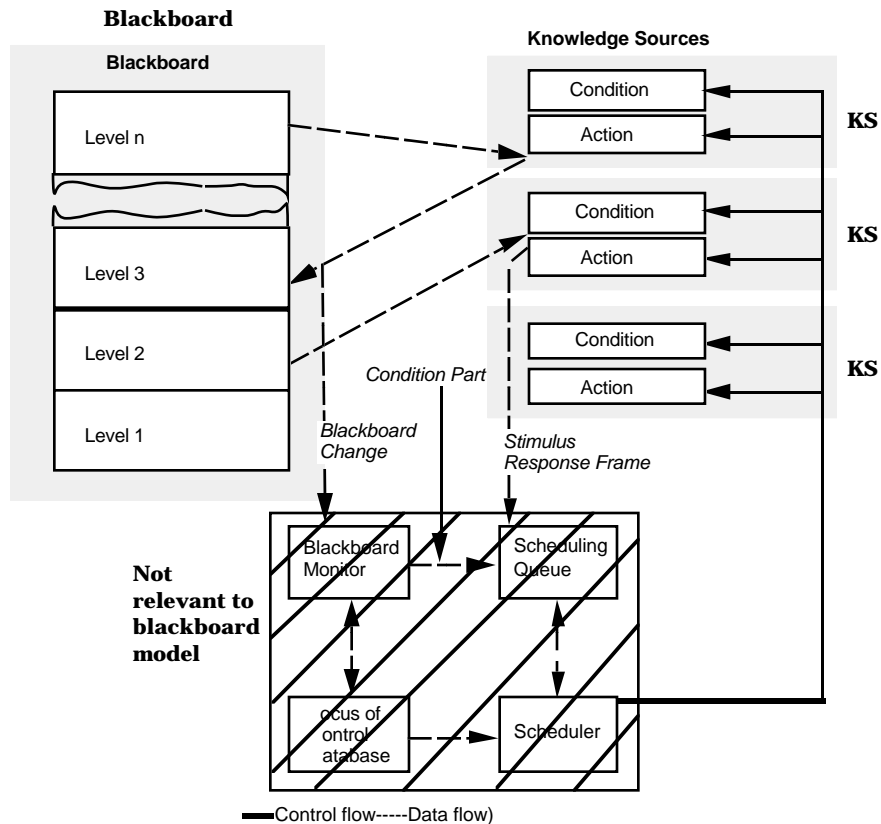 Blackboard
Blackboard
Knowledge Sources
Level n
Level 3
Level 2
Level 1
Condition
Action
KS
Condition
Action
KS
Condition
Action
KS
Condition Part
Blackboard
Change
Stimulus
Response Frame
Not
relevant to
blackboard
model
Blackboard
Monitor
Scheduling
Queue
ocus of
ontrol
atabase
Scheduler
Control flow-----Data flow)